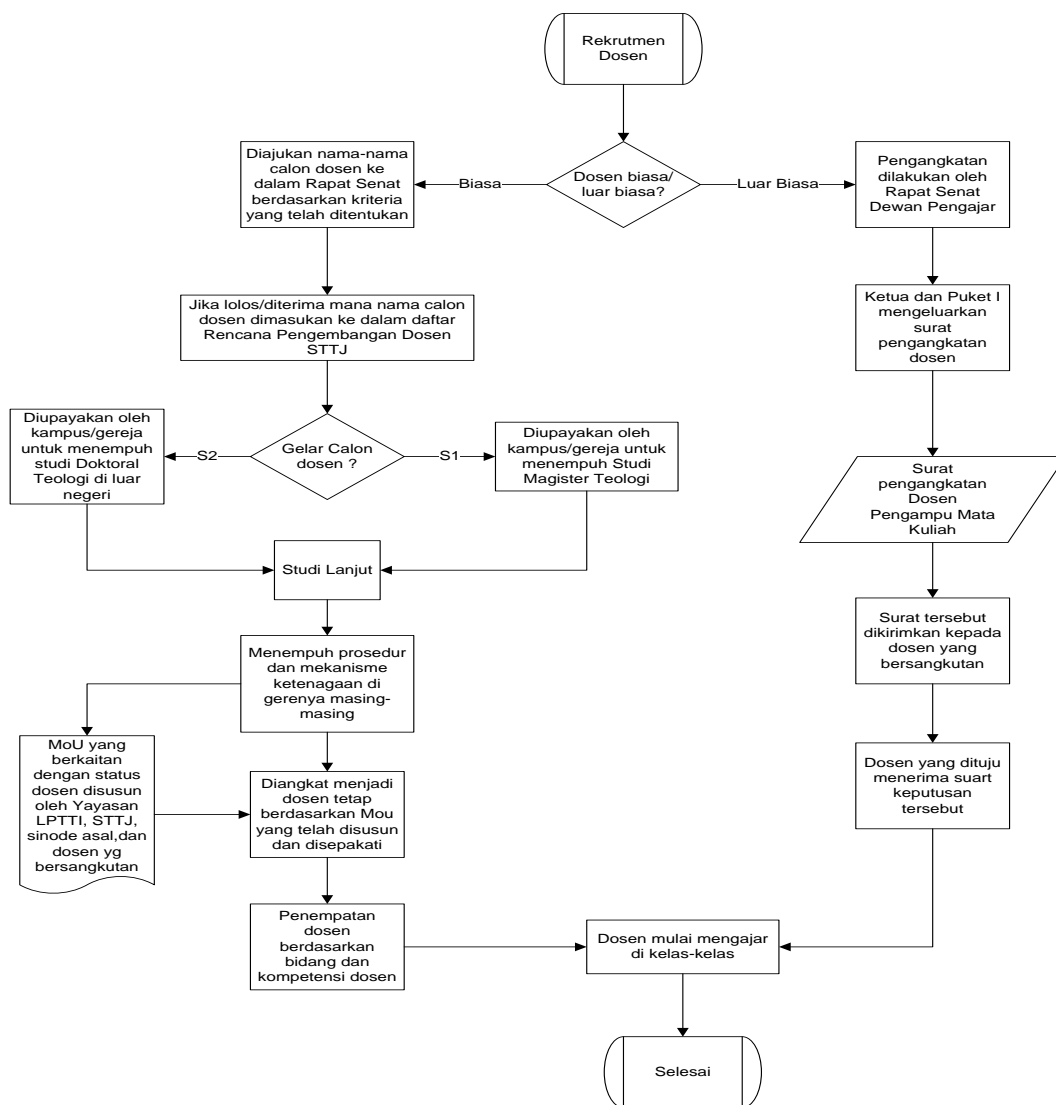 Rekrutmen
Dosen
Diajukan nama-nama
calon dosen ke
dalam Rapat Senat
berdasarkan kriteria
yang telah ditentukan
Biasa
Dosen biasa/
luar biasa?
Luar Biasa
Pengangkatan
dilakukan oleh
Rapat Senat
Dewan Pengajar
Jika lolos/diterima mana nama calon
dosen dimasukan ke dalam daftar
Rencana Pengembangan Dosen
STTJ
Ketua dan Puket I
mengeluarkan
surat
pengangkatan
dosen
Diupayakan oleh
kampus/gereja
untuk menempuh
studi Doktoral
Teologi di luar
negeri
S2
Gelar Calon
dosen ?
S1
Diupayakan oleh
kampus/gereja untuk
menempuh Studi
Magister Teologi
Surat
pengangkatan
Dosen
Pengampu Mata
Kuliah
Studi Lanjut
Surat tersebut
dikirimkan kepada
dosen yang
bersangkutan
Menempuh prosedur
dan mekanisme
ketenagaan di
gerenya masing-
masing
MoU yang
berkaitan
dengan status
dosen disusun
oleh Yayasan
LPTTI, STTJ,
sinode asal,dan
dosen yg
bersangkutan
Diangkat menjadi
dosen tetap
berdasarkan Mou
yang telah disusun
dan disepakati
Dosen yang dituju
menerima suart
keputusan
tersebut
Penempatan
dosen
berdasarkan
bidang dan
kompetensi dosen
Dosen mulai mengajar
di kelas-kelas
Selesai